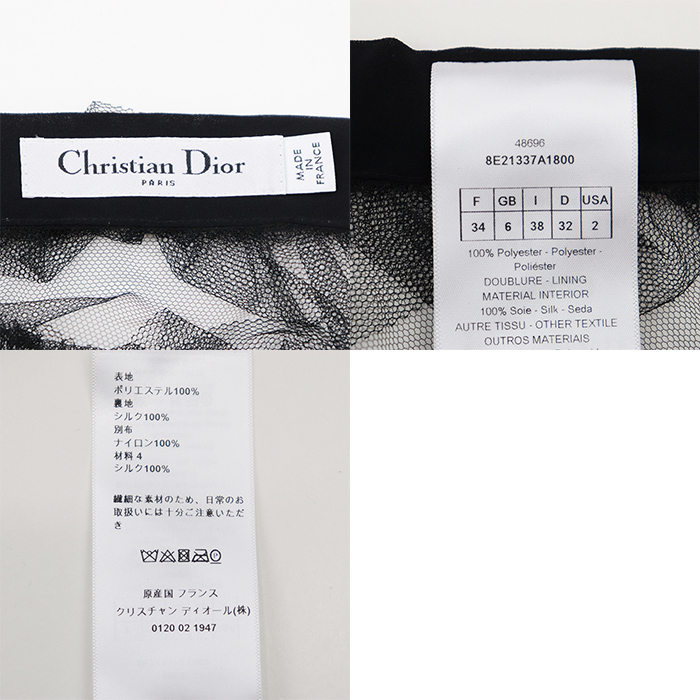 Christian Dior
PARIS
MADE
IN
FRANCE
48696
8E21337A1800
F GB I D USA
34 6 38 32 2
100% Polyester - Polyester -
Poliéster
DOUBLURE - LINING
MATERIAL INTERIOR
100% Soie - Silk - Seda
AUTRE TISSU - OTHER TEXTILE
OUTROS MATERIAIS
表地
ポリエステル100%
裏地
シルク100%
別布
ナイロン100%
材料 4
シルク100%
繊細な素材のため、日常のお
取扱いには十分ご注意いただ
き
原産国 フランス
クリスチャン ディオール(株)
0120 02 1947